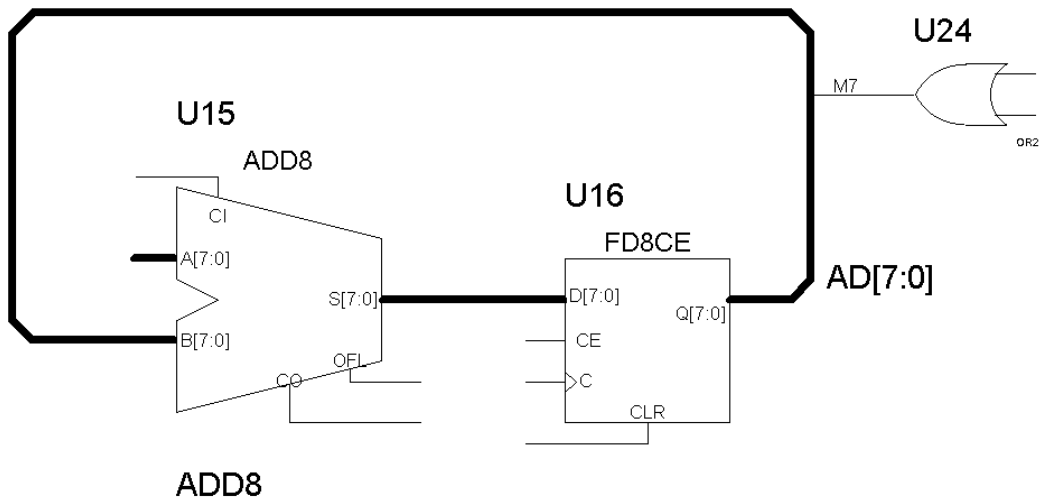 U24
M7
OR2
U15
ADD8
CI
A[7:0]
B[7:0]
S[7:0]
OFL
CO
ADD8
U16
FD8CE
D[7:0]
Q[7:0]
CE
C
CLR
AD[7:0]